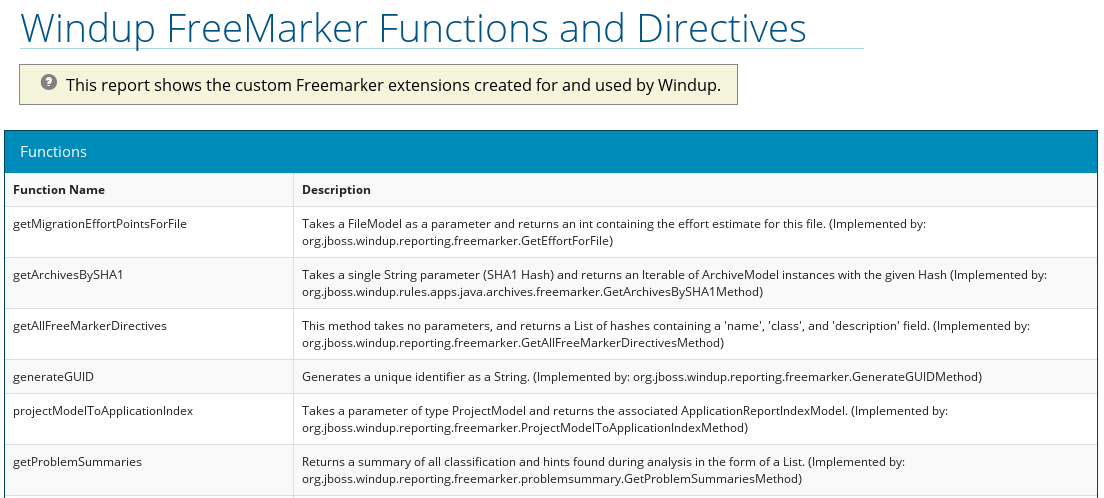 Windup FreeMarker Functions and Directives
This report shows the custom Freemarker extensions created for and used by Windup.
Functions
Function Name Description
getMigrationEffortPointsForFile Takes a FileModel as a parameter and returns an int containing the effort estimate for this file. (Implemented by:
org.jboss.windup.reporting.freemarker.GetEffortForFile)
getArchivesBySHA1 Takes a single String parameter (SHA1 Hash) and returns an Iterable of ArchiveModel instances with the given Hash (Implemented by:
org.jboss.windup.rules.apps.java.archives.freemarker.GetArchivesBySHA1Method)
getAllFreeMarkerDirectives This method takes no parameters, and returns a List of hashes containing a 'name', 'class', and 'description' field. (Implemented by:
org.jboss.windup.reporting.freemarker.GetAllFreeMarkerDirectivesMethod)
generateGUID Generates a unique identifier as a String. (Implemented by: org.jboss.windup.reporting.freemarker.GenerateGUIDMethod)
projectModelToApplicationIndex Takes a parameter of type ProjectModel and returns the associated ApplicationReportIndexModel. (Implemented by:
org.jboss.windup.reporting.freemarker.ProjectModelToApplicationIndexMethod)
getProblemSummaries Returns a summary of all classification and hints found during analysis in the form of a List. (Implemented by:
org.jboss.windup.reporting.freemarker.problemsummary.GetProblemSummariesMethod)